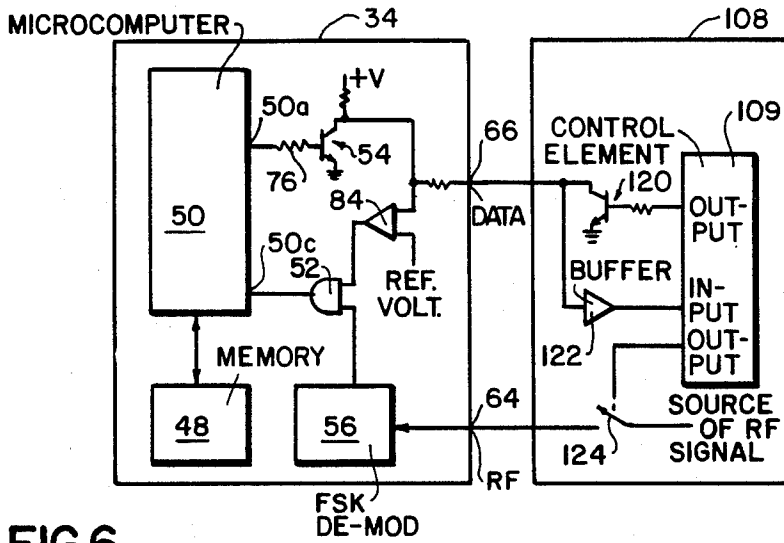 MICROCOMPUTER
34
108
+V
50a
109
66
CONTROL
ELEMENT
120
54
76
84
DATA
OUT-
PUT
50
50c
52
REF.
VOLT.
BUFFER
IN-
PUT
122
OUT-
PUT
MEMORY
48
56
64
SOURCE
OF RF
SIGNAL
124
RF
FSK
DE-MOD
FIG.6